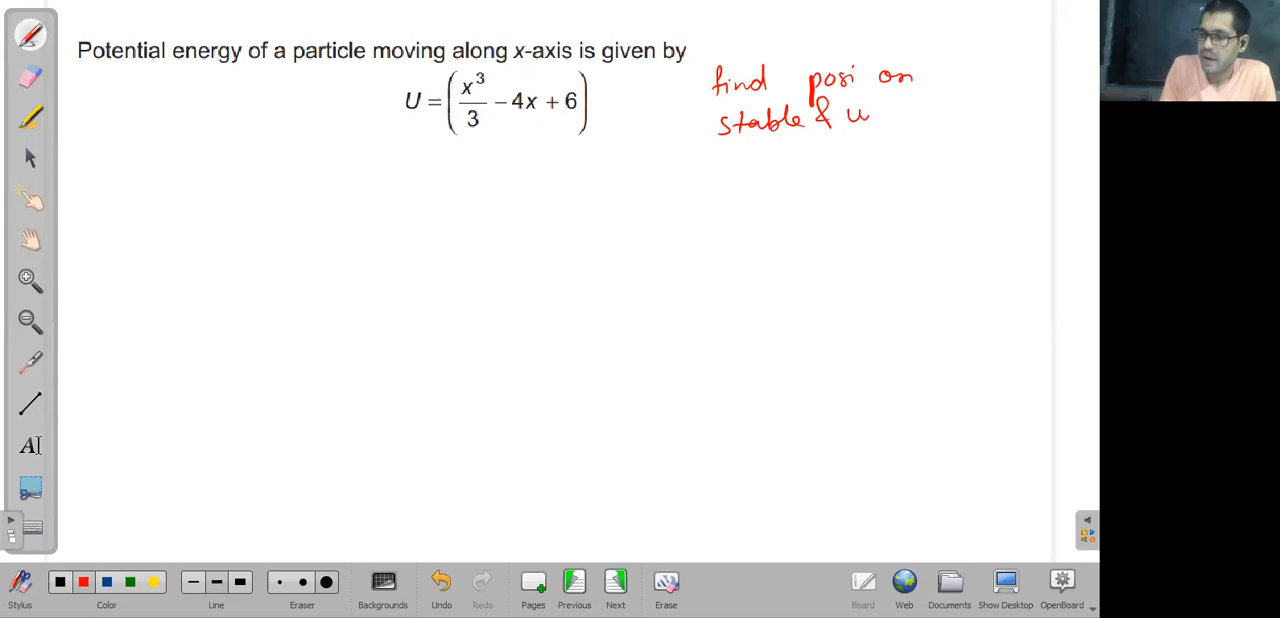 Potential energy of a particle moving along x-axis is given by
U = (x³/3 − 4x + 6)
find posi on
stable & u
Stylus
Color
Line
Eraser
Backgrounds
Undo
Redo
Pages
Previous
Next
Erase
Board
Web
Documents
Show Desktop
OpenBoard